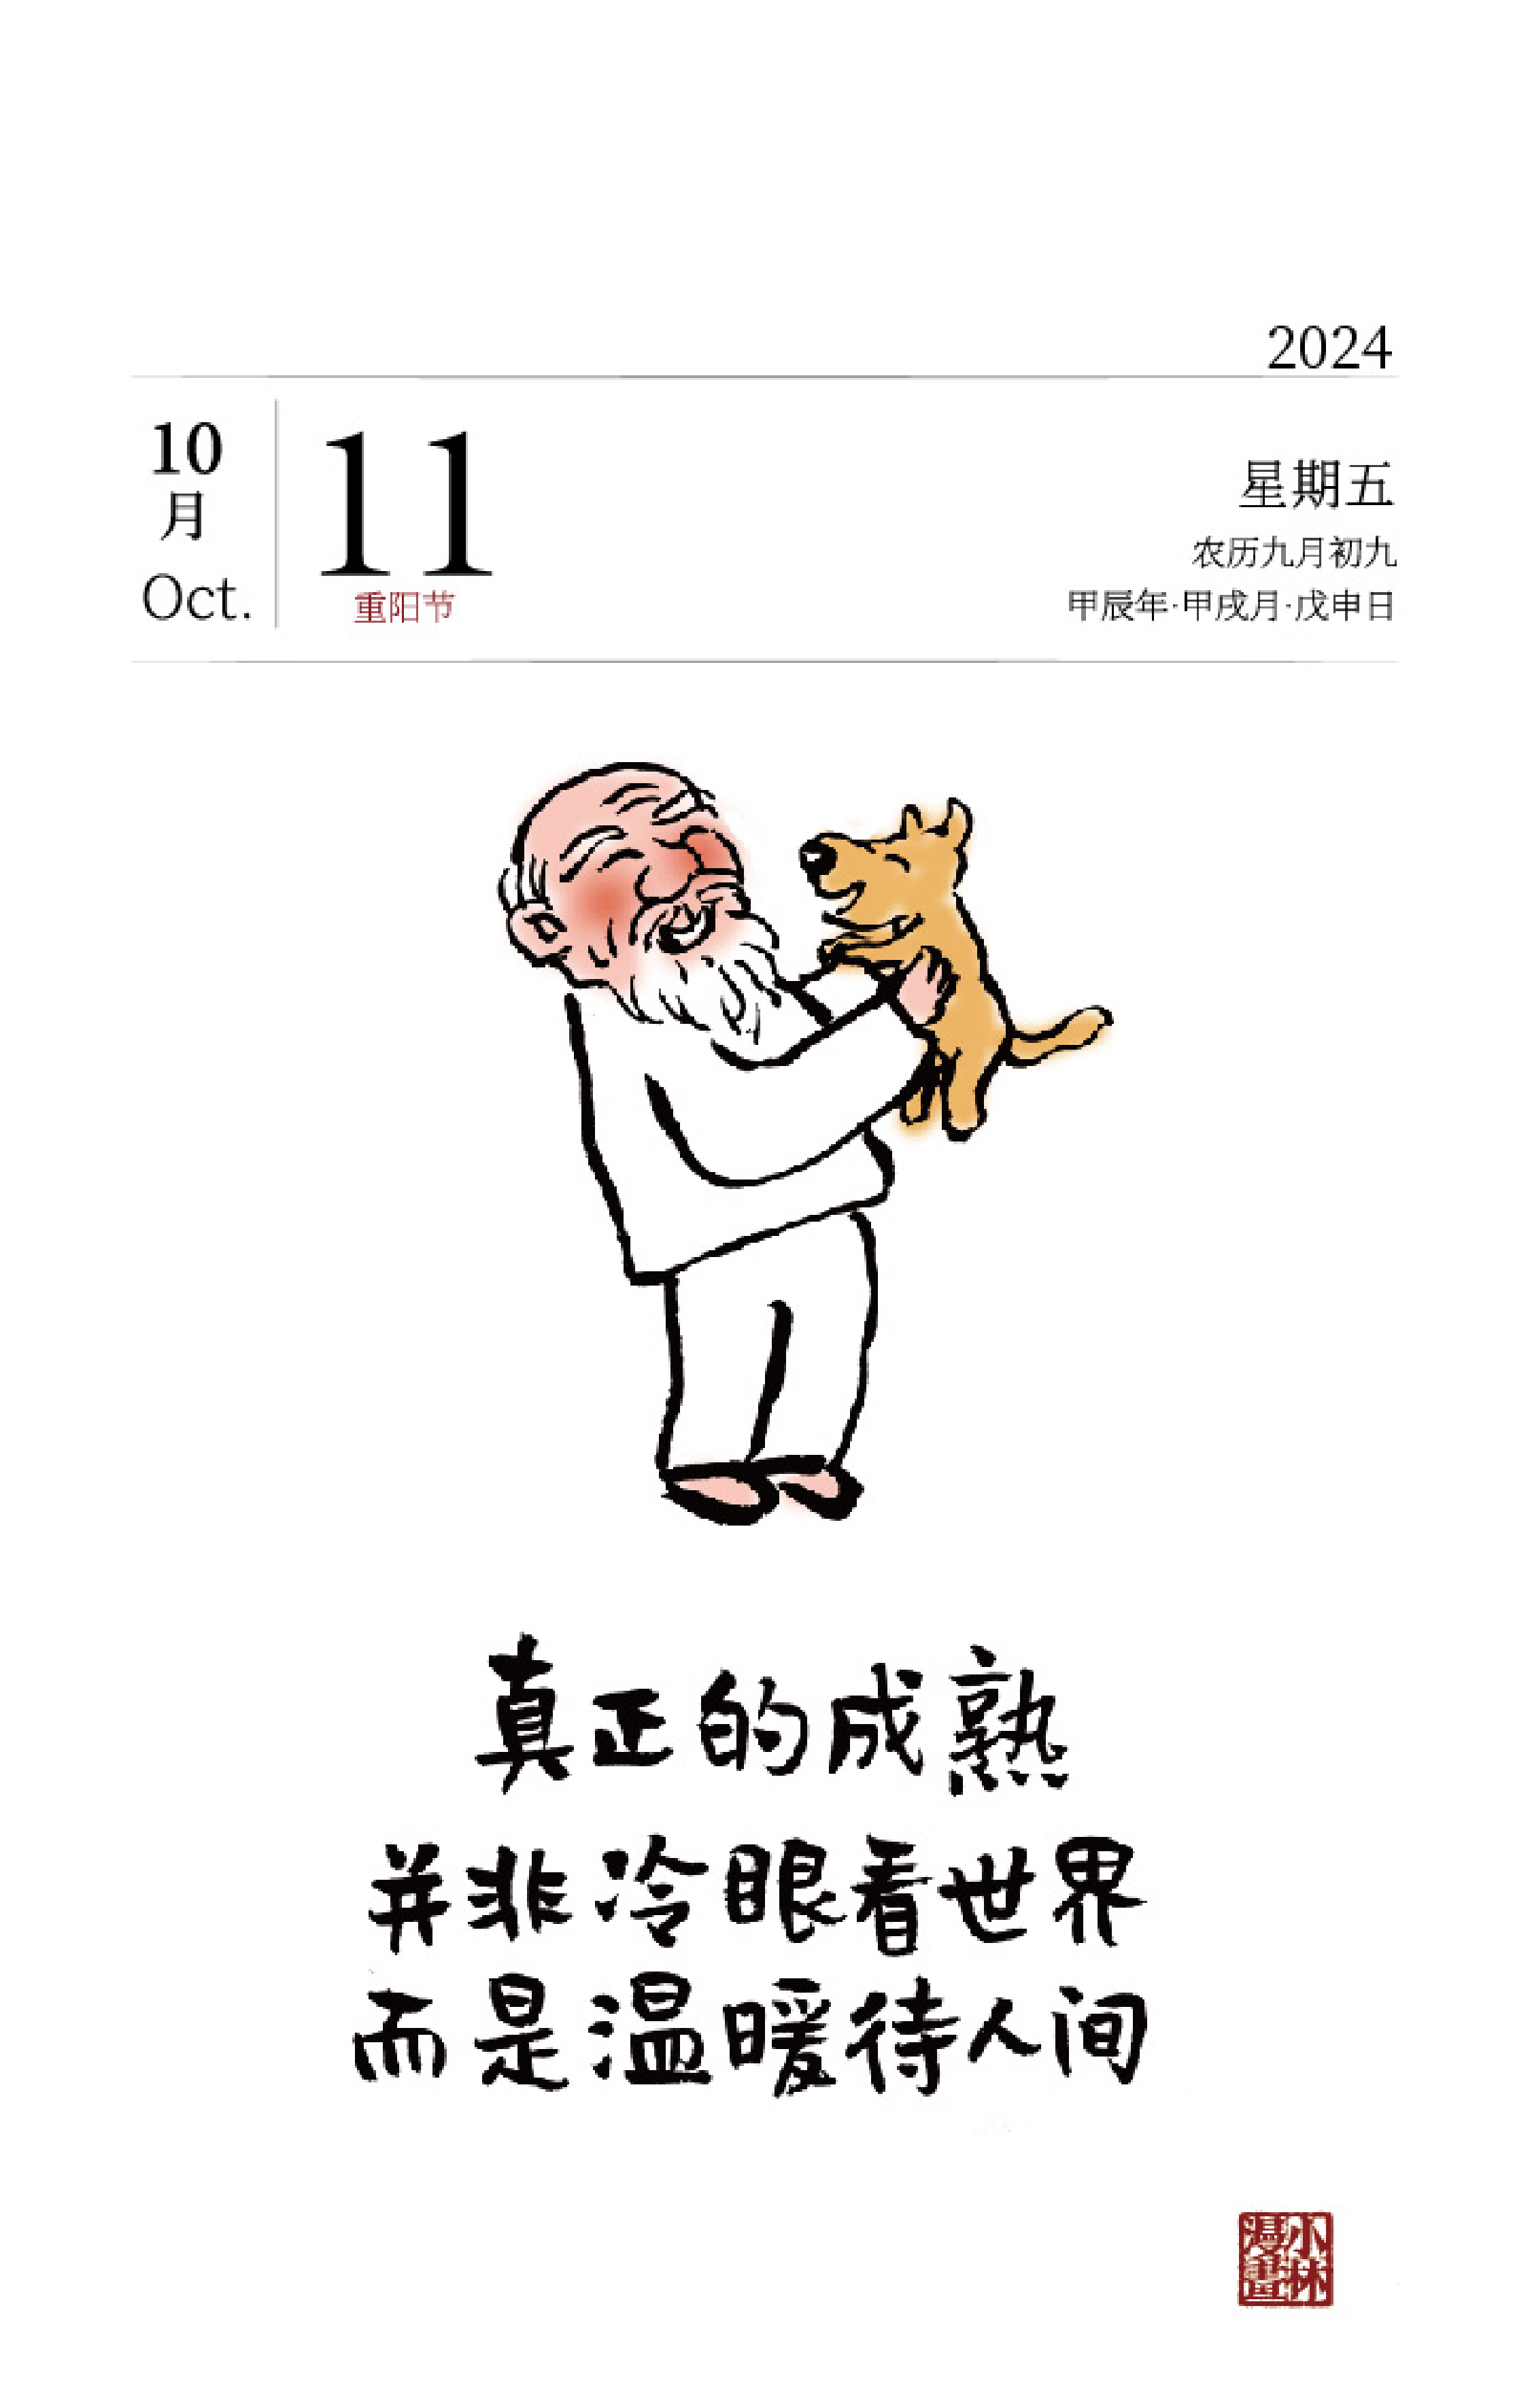 2024
10
月
Oct.
11
重阳节
星期五
农历九月初九
甲辰年·甲戌月·戊申日
真正的成熟
并非冷眼看世界
而是温暖待人间
小林
漫畫